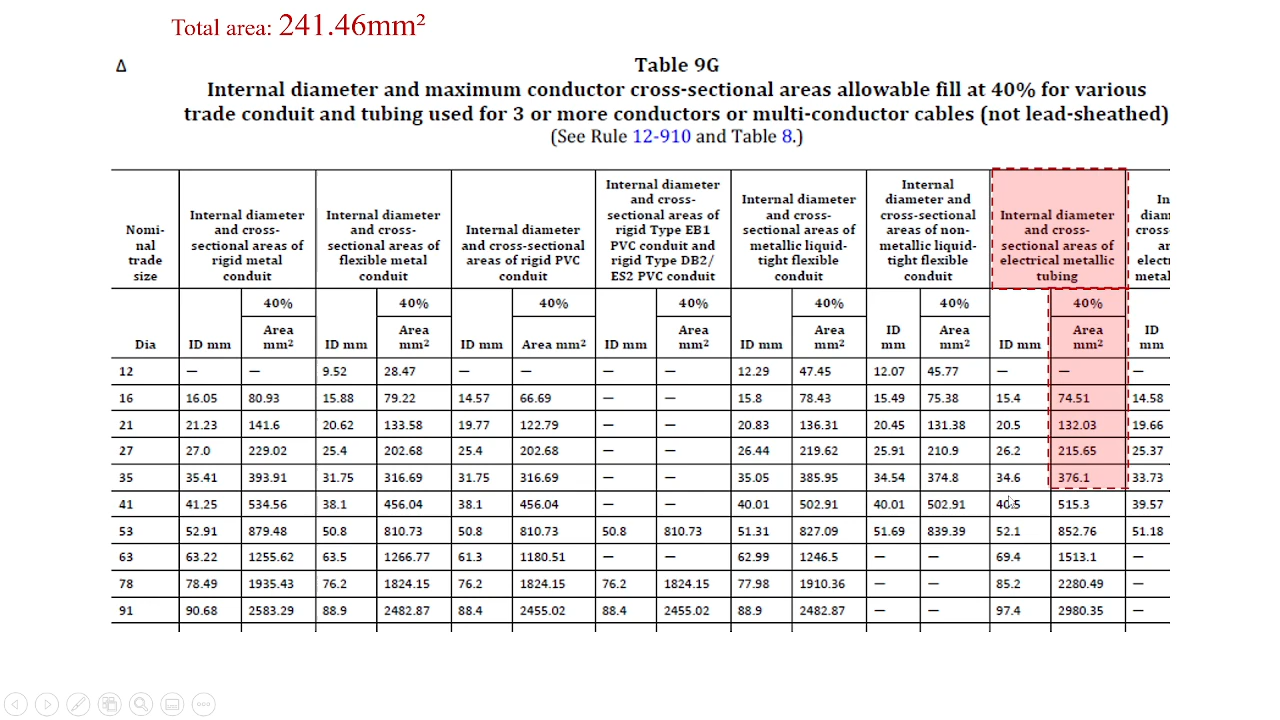 Total area: 241.46mm²
Δ
Table 9G
Internal diameter and maximum conductor cross-sectional areas allowable fill at 40% for various
trade conduit and tubing used for 3 or more conductors or multi-conductor cables (not lead-sheathed)
(See Rule 12-910 and Table 8.)
Nomi-
nal
trade
size
Internal diameter
and cross-
sectional areas of
rigid metal
conduit
Internal diameter
and cross-
sectional areas of
flexible metal
conduit
Internal diameter
and cross-sectional
areas of rigid PVC
conduit
Internal diameter
and cross-
sectional areas of
rigid Type EB1
PVC conduit and
rigid Type DB2/
ES2 PVC conduit
Internal diameter
and cross-
sectional areas of
metallic liquid-
tight flexible
conduit
Internal
diameter and
cross-sectional
areas of non-
metallic liquid-
tight flexible
conduit
Internal diameter
and cross-
sectional areas of
electrical metallic
tubing
In
diam
cross-
ar
elect
metal
40% 40% 40% 40% 40% 40% 40%
Dia ID mm Area mm² ID mm Area mm² ID mm Area mm² ID mm Area mm² ID mm Area mm² ID mm Area mm² ID mm Area mm² ID mm
12 — — 9.52 28.47 — — — — 12.29 47.45 12.07 45.77 — — —
16 16.05 80.93 15.88 79.22 14.57 66.69 — — 15.8 78.43 15.49 75.38 15.4 74.51 14.58
21 21.23 141.6 20.62 133.58 19.77 122.79 — — 20.83 136.31 20.45 131.38 20.5 132.03 19.66
27 27.0 229.02 25.4 202.68 25.4 202.68 — — 26.44 219.62 25.91 210.9 26.2 215.65 25.37
35 35.41 393.91 31.75 316.69 31.75 316.69 — — 35.05 385.95 34.54 374.8 34.6 376.1 33.73
41 41.25 534.56 38.1 456.04 38.1 456.04 — — 40.01 502.91 40.01 502.91 40.5 515.3 39.57
53 52.91 879.48 50.8 810.73 50.8 810.73 50.8 810.73 51.31 827.09 51.69 839.39 52.1 852.76 51.18
63 63.22 1255.62 63.5 1266.77 61.3 1180.51 — — 62.99 1246.5 — — 69.4 1513.1 —
78 78.49 1935.43 76.2 1824.15 76.2 1824.15 76.2 1824.15 77.98 1910.36 — — 85.2 2280.49 —
91 90.68 2583.29 88.9 2482.87 88.4 2455.02 88.4 2455.02 88.9 2482.87 — — 97.4 2980.35 —